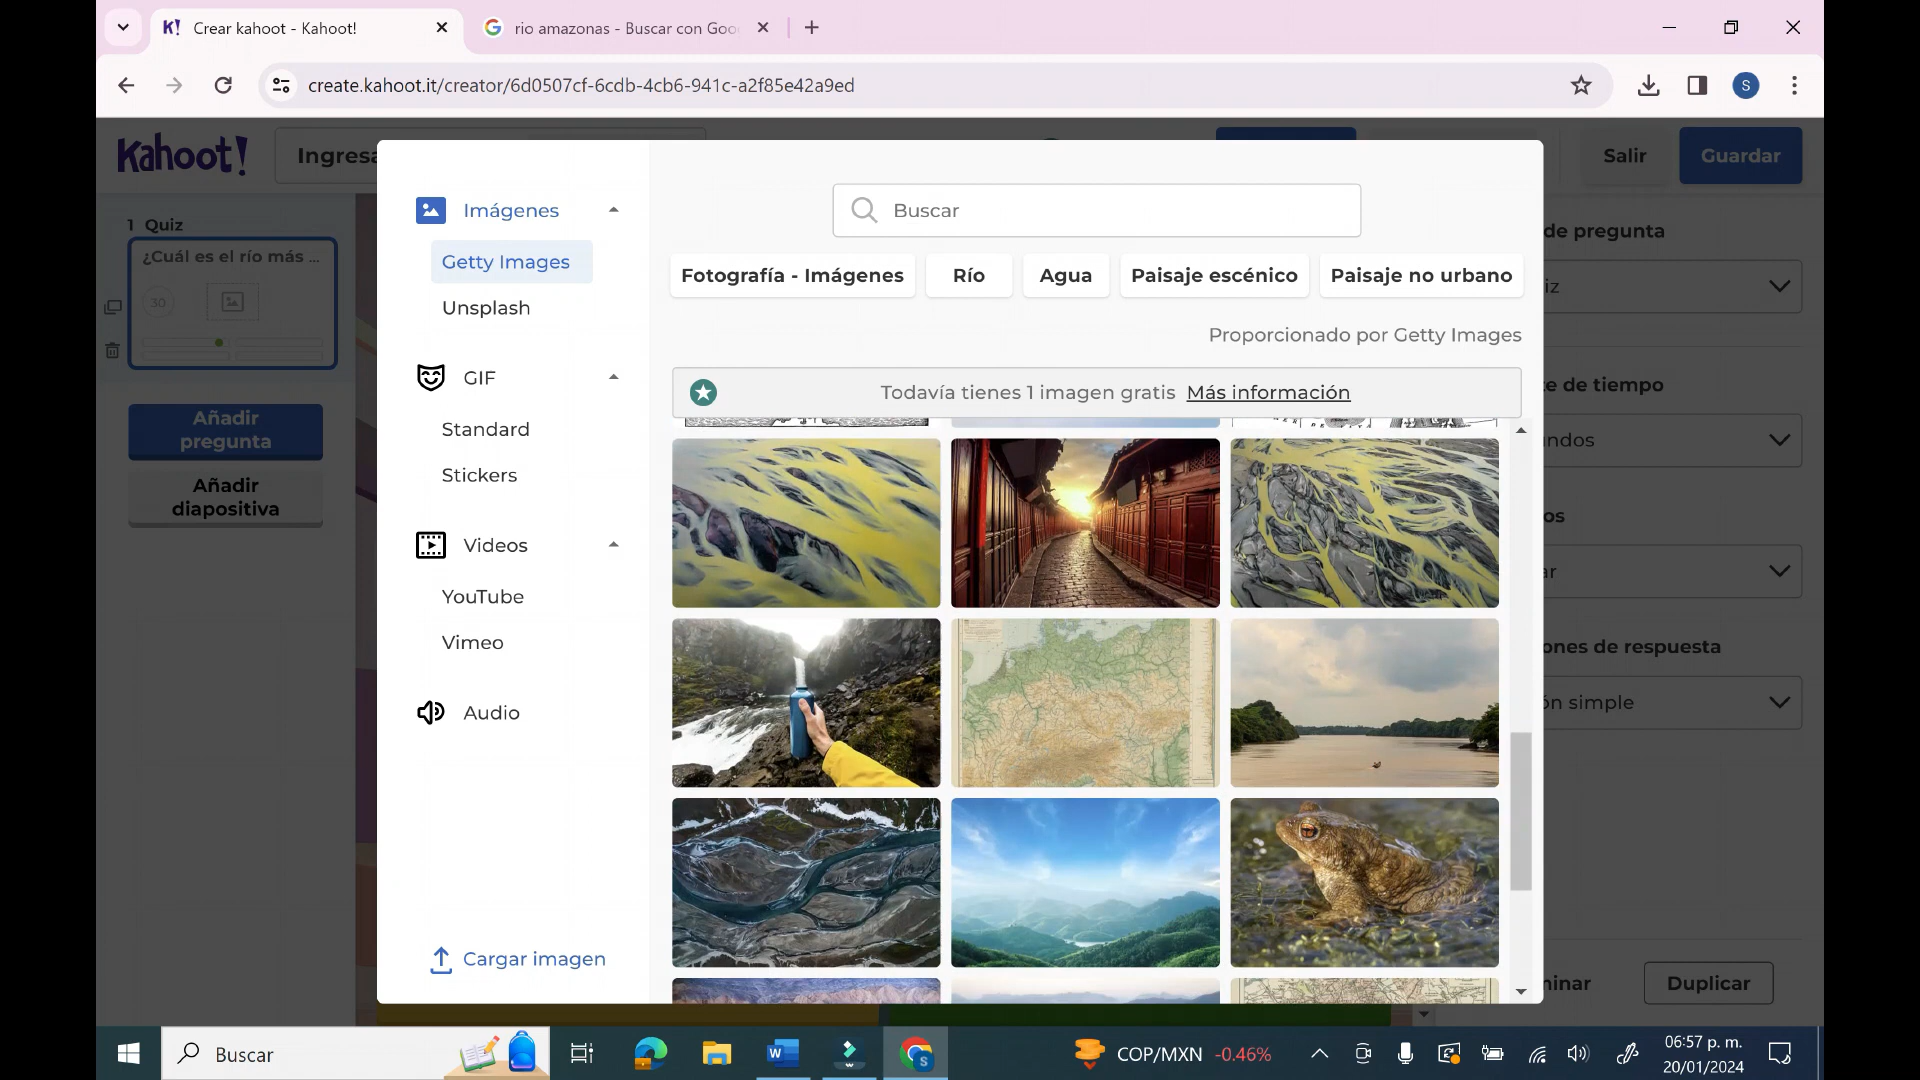 Crear kahoot - Kahoot!
rio amazonas - Buscar con Goo
create.kahoot.it/creator/6d0507cf-6cdb-4cb6-941c-a2f85e42a9ed
S
Kahoot!
Ingresa
Salir
Guardar
1 Quiz
¿Cuál es el río más ...
30
Añadir
pregunta
Añadir
diapositiva
Imágenes
Getty Images
Unsplash
GIF
Standard
Stickers
Videos
YouTube
Vimeo
Audio
Cargar imagen
Buscar
Fotografía - Imágenes
Río
Agua
Paisaje escénico
Paisaje no urbano
Proporcionado por Getty Images
Todavía tienes 1 imagen gratis Más información
de pregunta
iz
te de tiempo
ndos
os
ar
ones de respuesta
ón simple
minar
Duplicar
Buscar
COP/MXN -0.46%
06:57 p. m.
20/01/2024